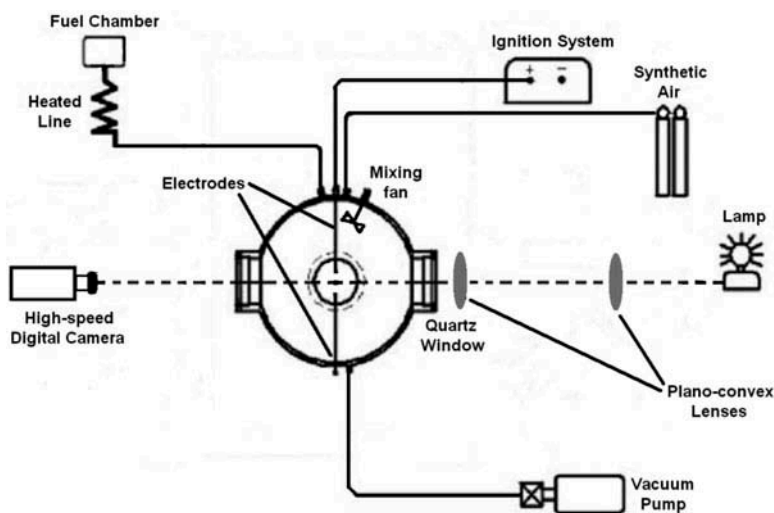 Fuel Chamber
Ignition System
+ −
Synthetic
Air
Heated
Line
Mixing
fan
Electrodes
Lamp
High-speed
Digital Camera
Quartz
Window
Plano-convex
Lenses
Vacuum
Pump